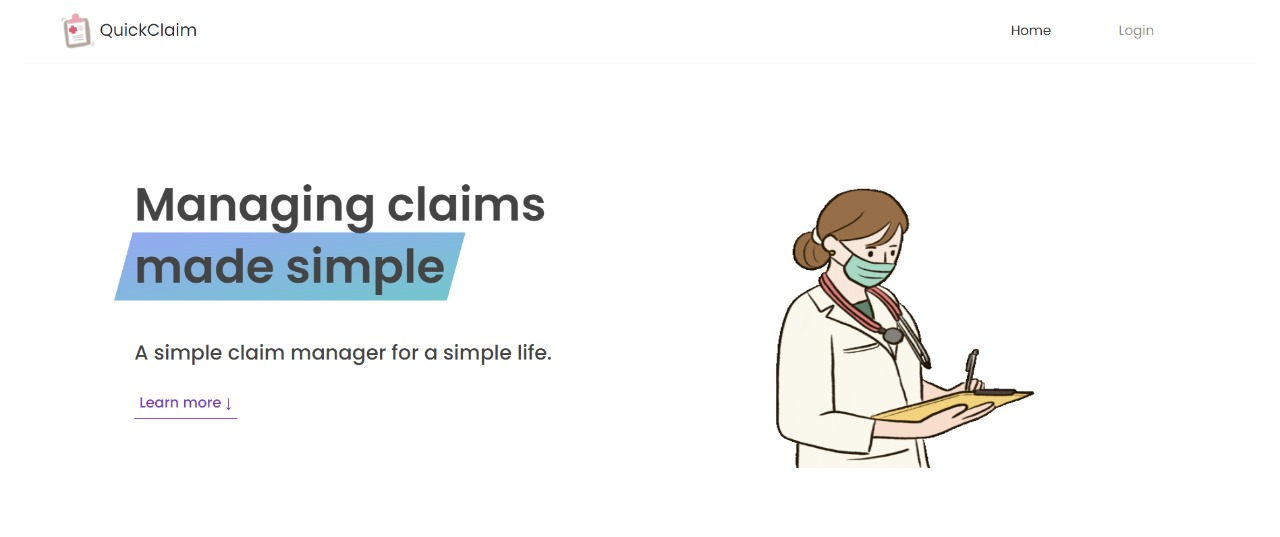 QuickClaim
Home
Login
Managing claims
made simple
A simple claim manager for a simple life.
Learn more ↓